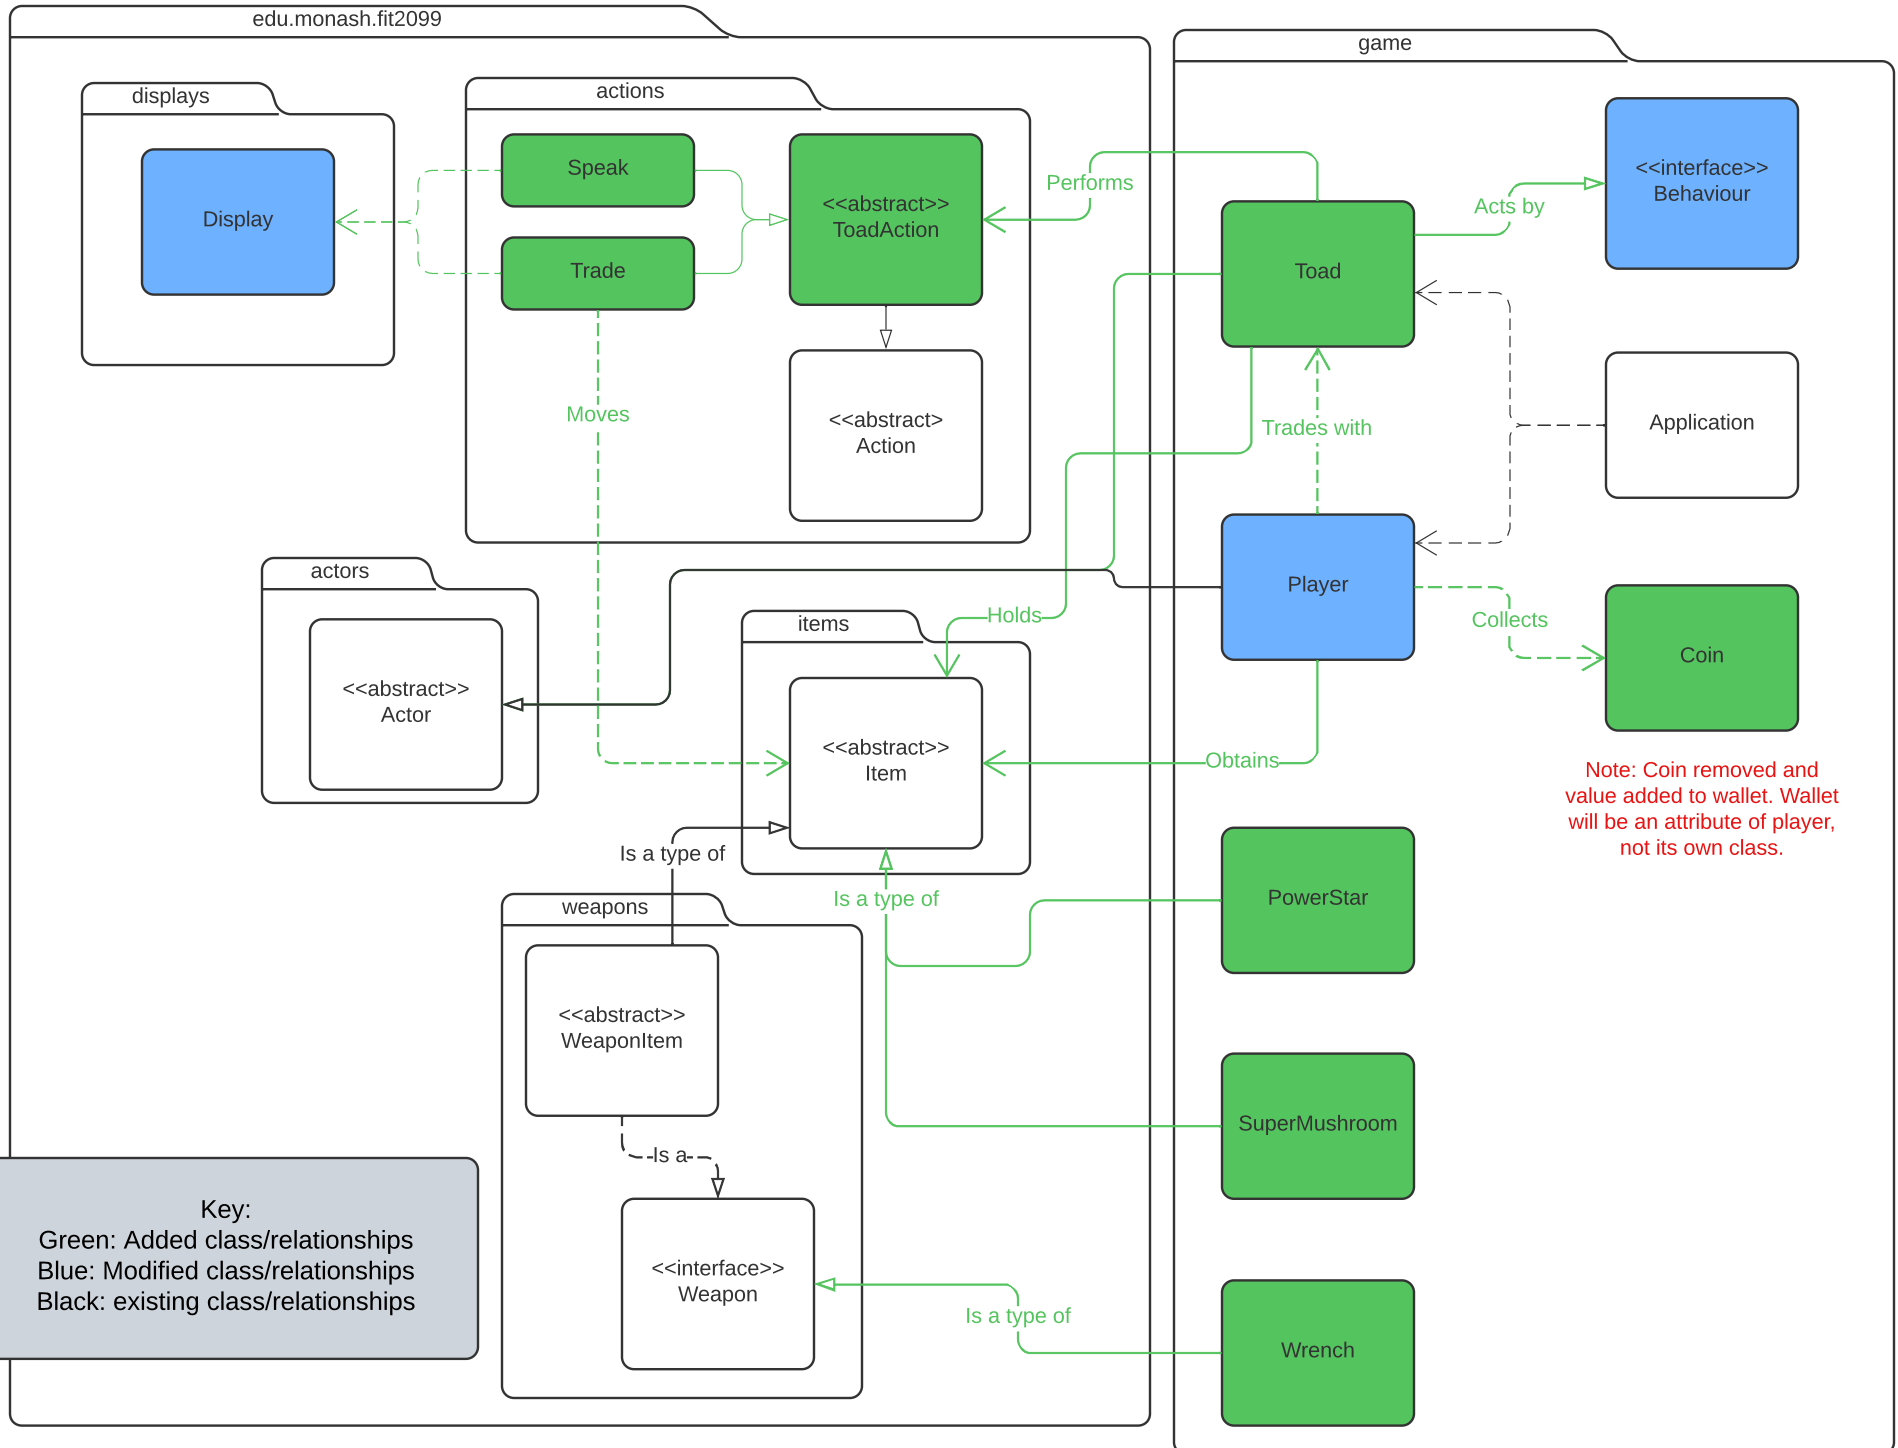 edu.monash.fit2099
game
displays
actions
Display
Speak
Trade
<<abstract>>
ToadAction
<<abstract>
Action
Performs
Toad
Acts by
<<interface>>
Behaviour
Moves
Trades with
Application
actors
<<abstract>>
Actor
items
Holds
<<abstract>>
Item
Player
Collects
Coin
Obtains
Note: Coin removed and
value added to wallet. Wallet
will be an attribute of player,
not its own class.
Is a type of
Is a type of
PowerStar
weapons
<<abstract>>
WeaponItem
Is a
<<interface>>
Weapon
SuperMushroom
Is a type of
Wrench
Key:
Green: Added class/relationships
Blue: Modified class/relationships
Black: existing class/relationships